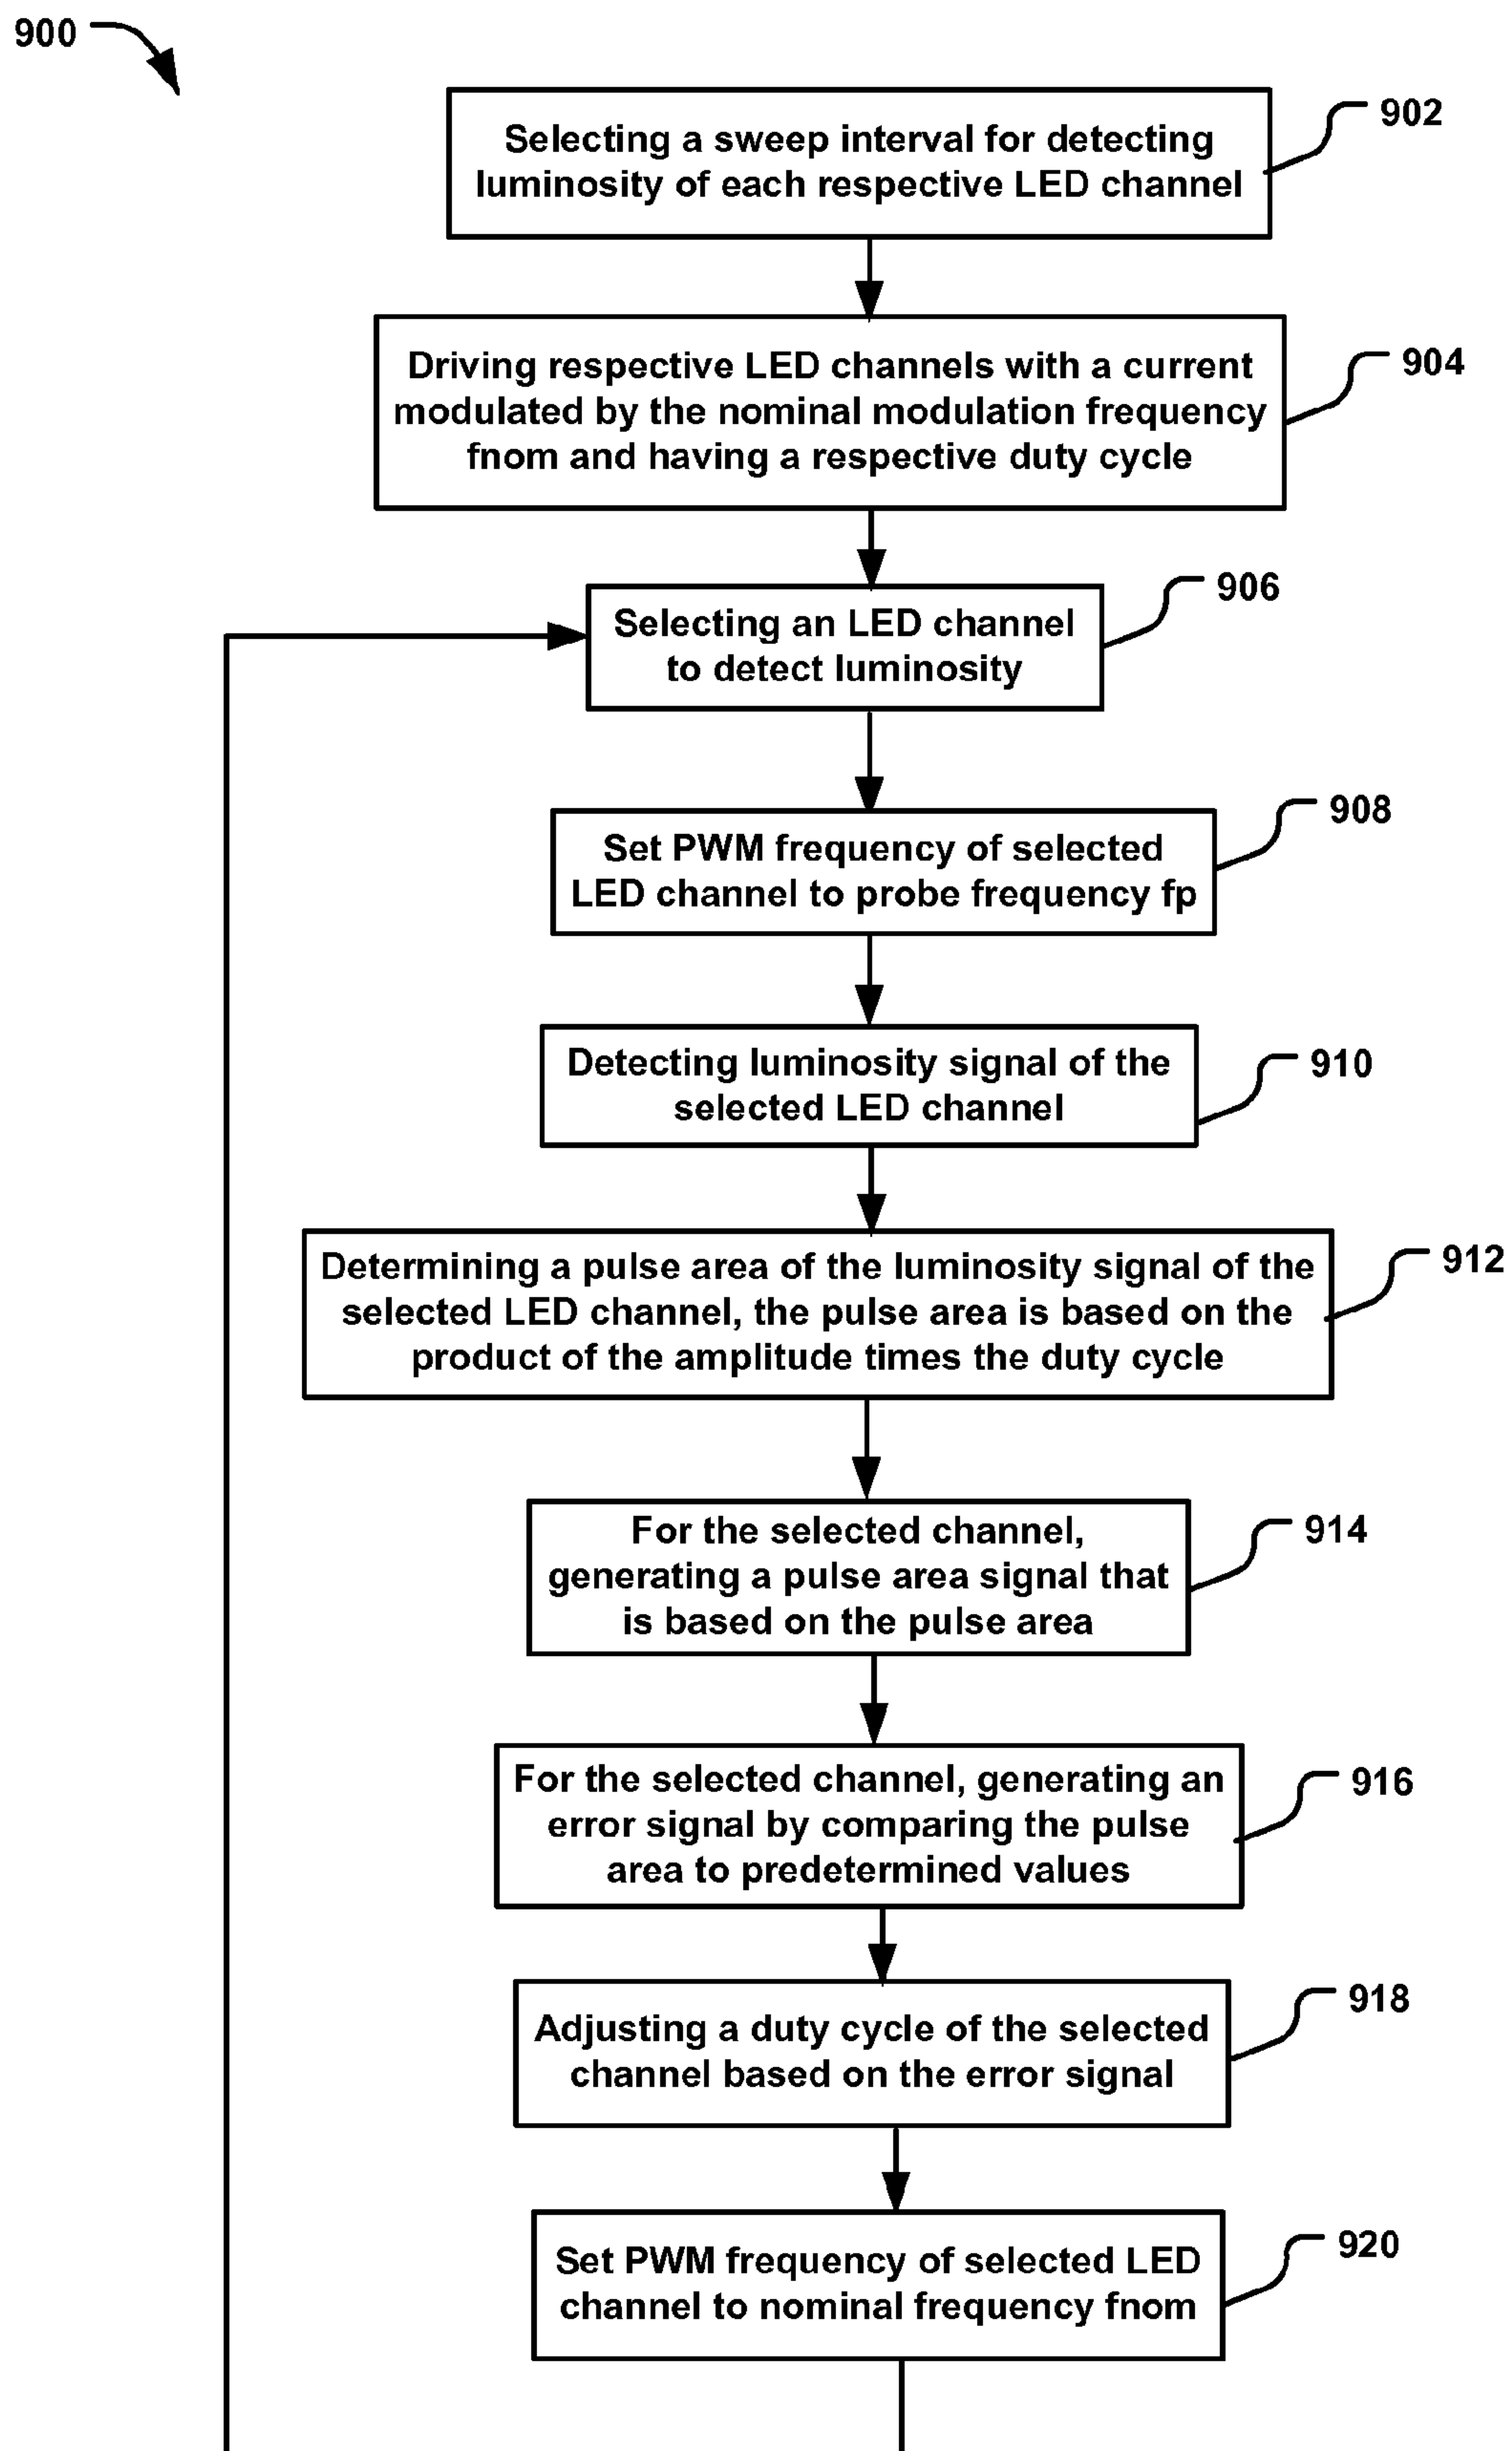 900
Selecting a sweep interval for detecting
luminosity of each respective LED channel
902
Driving respective LED channels with a current
modulated by the nominal modulation frequency
fnom and having a respective duty cycle
904
Selecting an LED channel
to detect luminosity
906
Set PWM frequency of selected
LED channel to probe frequency fp
908
Detecting luminosity signal of the
selected LED channel
910
Determining a pulse area of the luminosity signal of the
selected LED channel, the pulse area is based on the
product of the amplitude times the duty cycle
912
For the selected channel,
generating a pulse area signal that
is based on the pulse area
914
For the selected channel, generating an
error signal by comparing the pulse
area to predetermined values
916
Adjusting a duty cycle of the selected
channel based on the error signal
918
Set PWM frequency of selected LED
channel to nominal frequency fnom
920